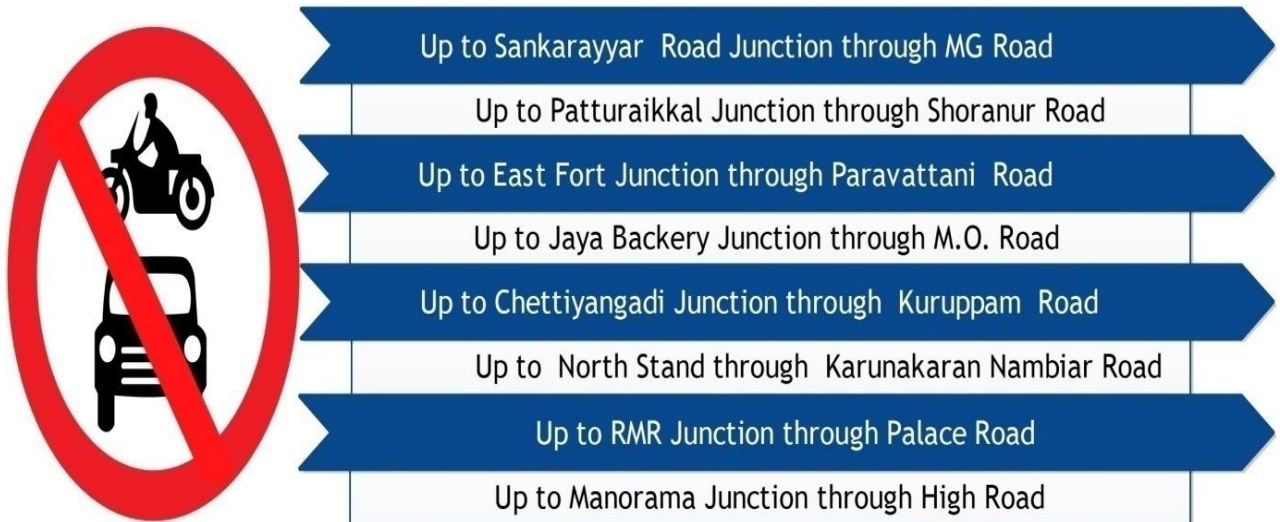 Up to Sankarayyar Road Junction through MG Road
Up to Patturaikkal Junction through Shoranur Road
Up to East Fort Junction through Paravattani Road
Up to Jaya Backery Junction through M.O. Road
Up to Chettiyangadi Junction through Kuruppam Road
Up to North Stand through Karunakaran Nambiar Road
Up to RMR Junction through Palace Road
Up to Manorama Junction through High Road